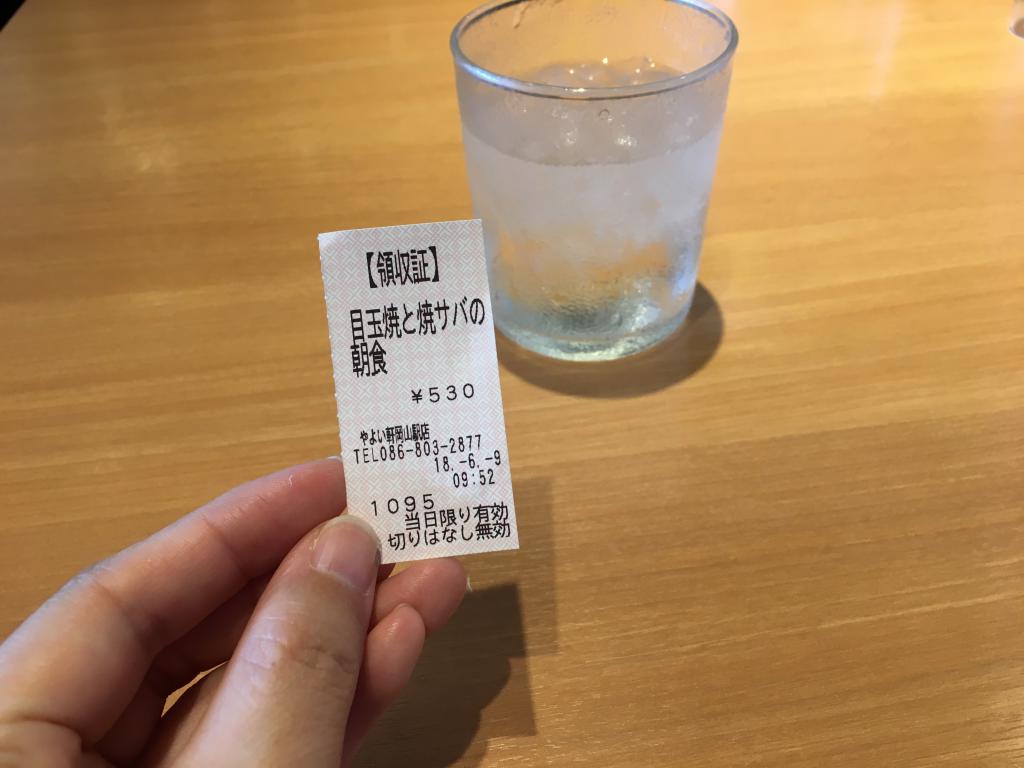 【領収証】
目玉焼と焼サバの
朝食
¥530
やよい軒岡山駅店
TEL086-803-2877
18.-6.-9
09:52
1095
当日限り有効
切りはなし無効